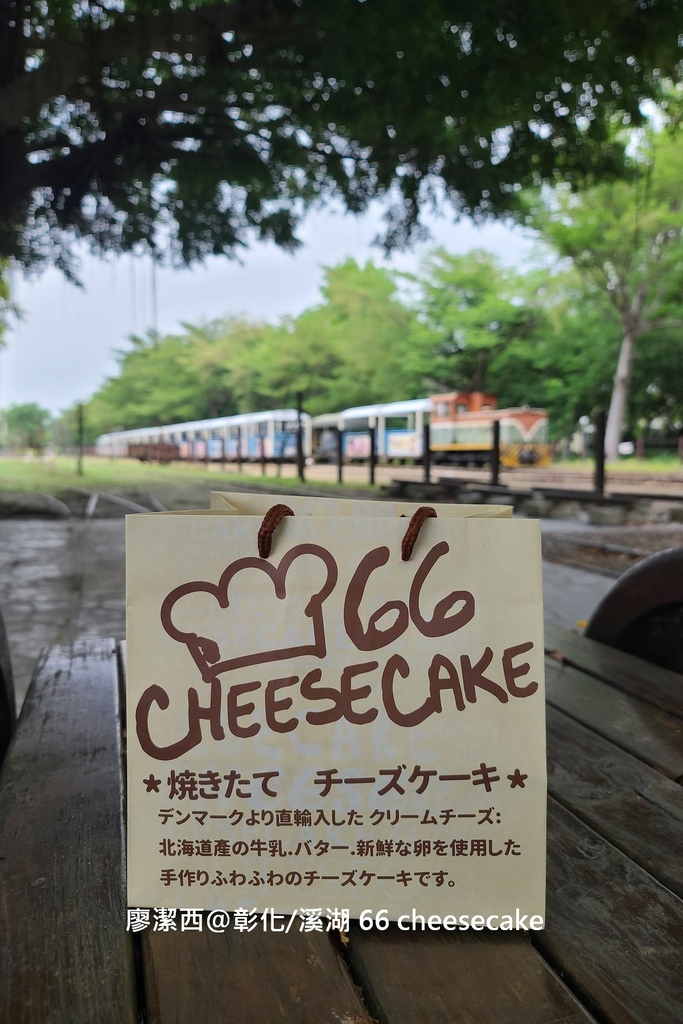 66
CHEESECAKE
★焼きたて チーズケーキ★
デンマークより直輸入した クリームチーズ:
北海道産の牛乳.バター.新鮮な卵を使用した
手作りふわふわのチーズケーキです。
廖潔西@彰化/溪湖 66 cheesecake